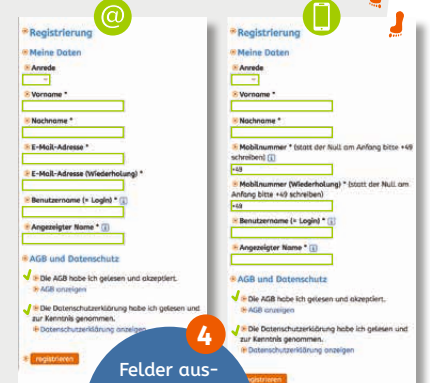 @
Registrierung
Meine Daten
Anrede
Vorname *
Nachname *
E-Mail-Adresse *
E-Mail-Adresse (Wiederholung) *
Benutzername (= Login) * i
Angezeigter Name * i
AGB und Datenschutz
Die AGB habe ich gelesen und akzeptiert.
AGB anzeigen
Die Datenschutzerklärung habe ich gelesen und
zur Kenntnis genommen.
Datenschutzerklärung anzeigen
registrieren
Registrierung
Meine Daten
Anrede
Vorname *
Nachname *
Mobilnummer * (statt der Null am Anfang bitte +49
schreiben) i
+49
Mobilnummer (Wiederholung) * (statt der Null am
Anfang bitte +49 schreiben)
+49
Benutzername (= Login) * i
Angezeigter Name * i
AGB und Datenschutz
Die AGB habe ich gelesen und akzeptiert.
AGB anzeigen
Die Datenschutzerklärung habe ich gelesen und
zur Kenntnis genommen.
Datenschutzerklärung anzeigen
registrieren
4
Felder aus-